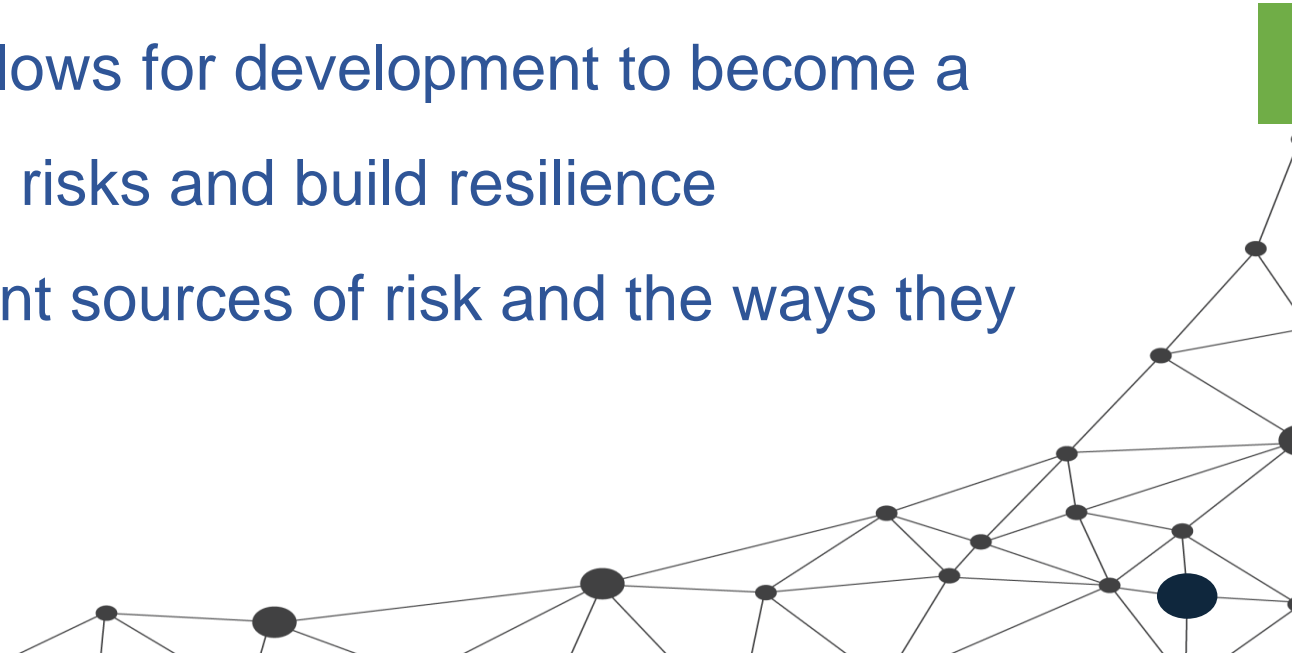 lows for development to become a
risks and build resilience
nt sources of risk and the ways they